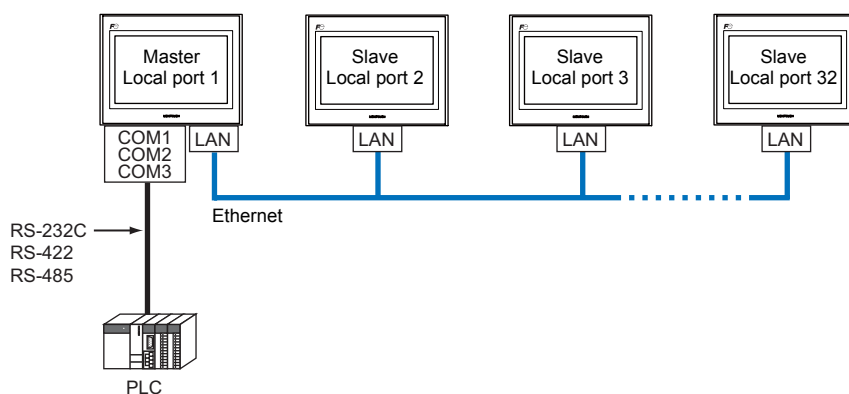 Master
Local port 1
Slave
Local port 2
Slave
Local port 3
Slave
Local port 32
COM1
COM2
COM3
LAN
LAN
LAN
LAN
Ethernet
RS-232C
RS-422
RS-485
PLC